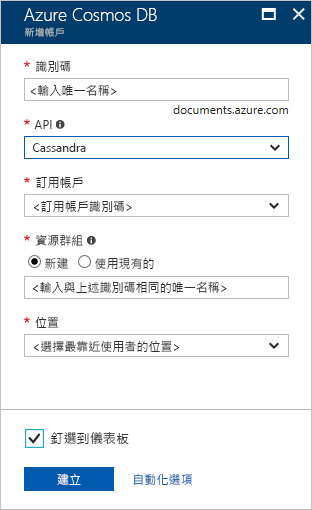 Azure Cosmos DB
新增帳戶
* 識別碼
<輸入唯一名稱>
documents.azure.com
* API
Cassandra
* 訂用帳戶
<訂用帳戶識別碼>
* 資源群組
新建 使用現有的
<輸入與上述識別碼相同的唯一名稱>
* 位置
<選擇最靠近使用者的位置>
釘選到儀表板
建立 自動化選項